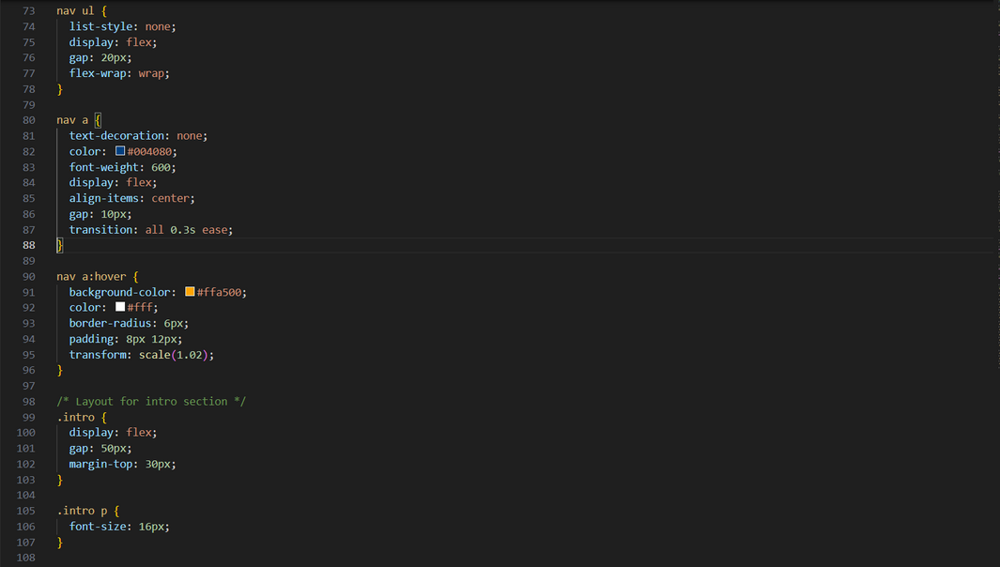 73 nav ul {
74   list-style: none;
75   display: flex;
76   gap: 20px;
77   flex-wrap: wrap;
78 }
79
80 nav a {
81   text-decoration: none;
82   color: #004080;
83   font-weight: 600;
84   display: flex;
85   align-items: center;
86   gap: 10px;
87   transition: all 0.3s ease;
88 }
89
90 nav a:hover {
91   background-color: #ffa500;
92   color: #fff;
93   border-radius: 6px;
94   padding: 8px 12px;
95   transform: scale(1.02);
96 }
97
98 /* Layout for intro section */
99 .intro {
100   display: flex;
101   gap: 50px;
102   margin-top: 30px;
103 }
104
105 .intro p {
106   font-size: 16px;
107 }
108